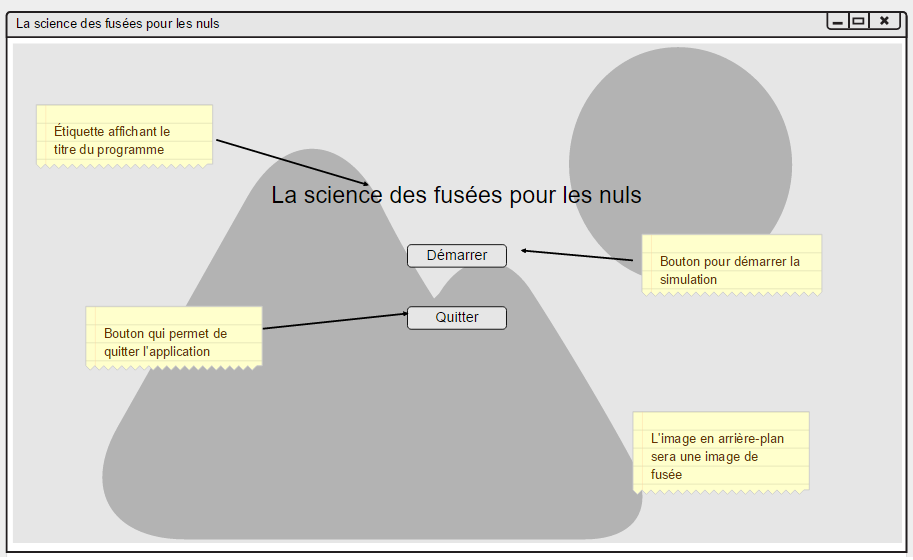 La science des fusées pour les nuls
Étiquette affichant le
titre du programme
La science des fusées pour les nuls
Démarrer
Bouton pour démarrer la
simulation
Quitter
Bouton qui permet de
quitter l'application
L'image en arrière-plan
sera une image de
fusée